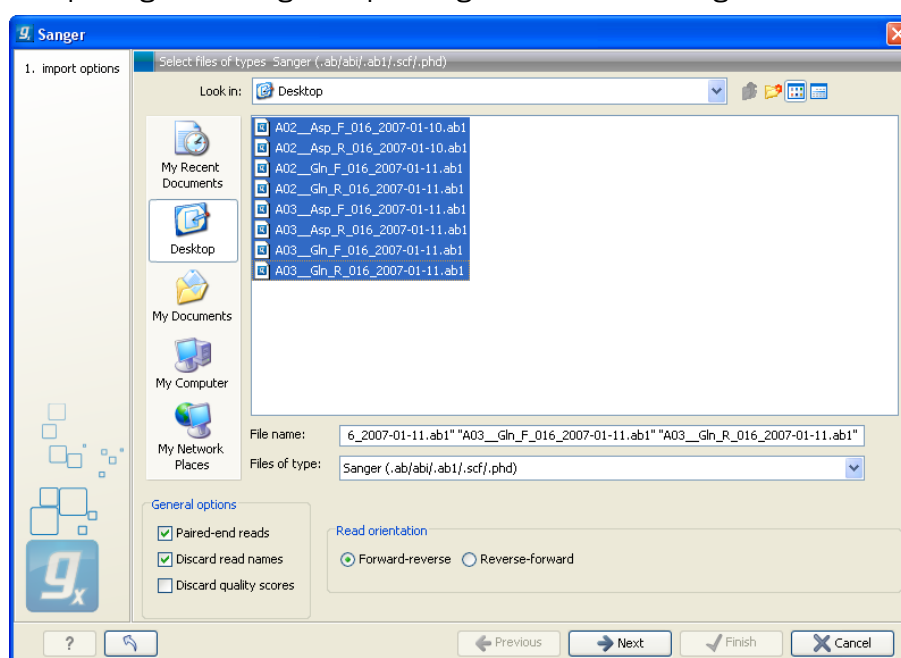 Sanger
1. import options
Select files of types Sanger (.ab/abi/.ab1/.scf/.phd)
Look in: Desktop
A02__Asp_F_016_2007-01-10.ab1
A02__Asp_R_016_2007-01-10.ab1
A02__Gln_F_016_2007-01-11.ab1
A02__Gln_R_016_2007-01-11.ab1
A03__Asp_F_016_2007-01-11.ab1
A03__Asp_R_016_2007-01-11.ab1
A03__Gln_F_016_2007-01-11.ab1
A03__Gln_R_016_2007-01-11.ab1
My Recent
Documents
Desktop
My Documents
My Computer
My Network
Places
File name: 6_2007-01-11.ab1" "A03__Gln_F_016_2007-01-11.ab1" "A03__Gln_R_016_2007-01-11.ab1"
Files of type: Sanger (.ab/abi/.ab1/.scf/.phd)
General options
Paired-end reads
Discard read names
Discard quality scores
Read orientation
Forward-reverse Reverse-forward
gx
? Previous Next Finish Cancel